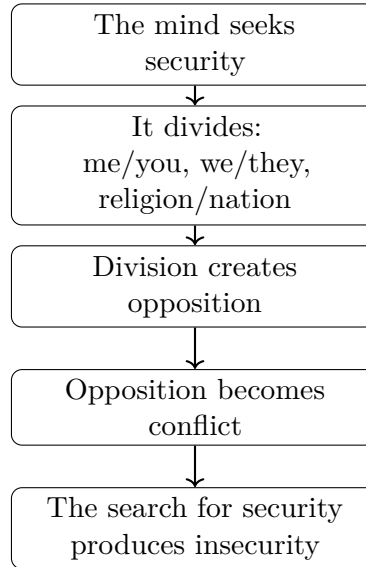 The mind seeks
security
It divides:
me/you, we/they,
religion/nation
Division creates
opposition
Opposition becomes
conflict
The search for security
produces insecurity